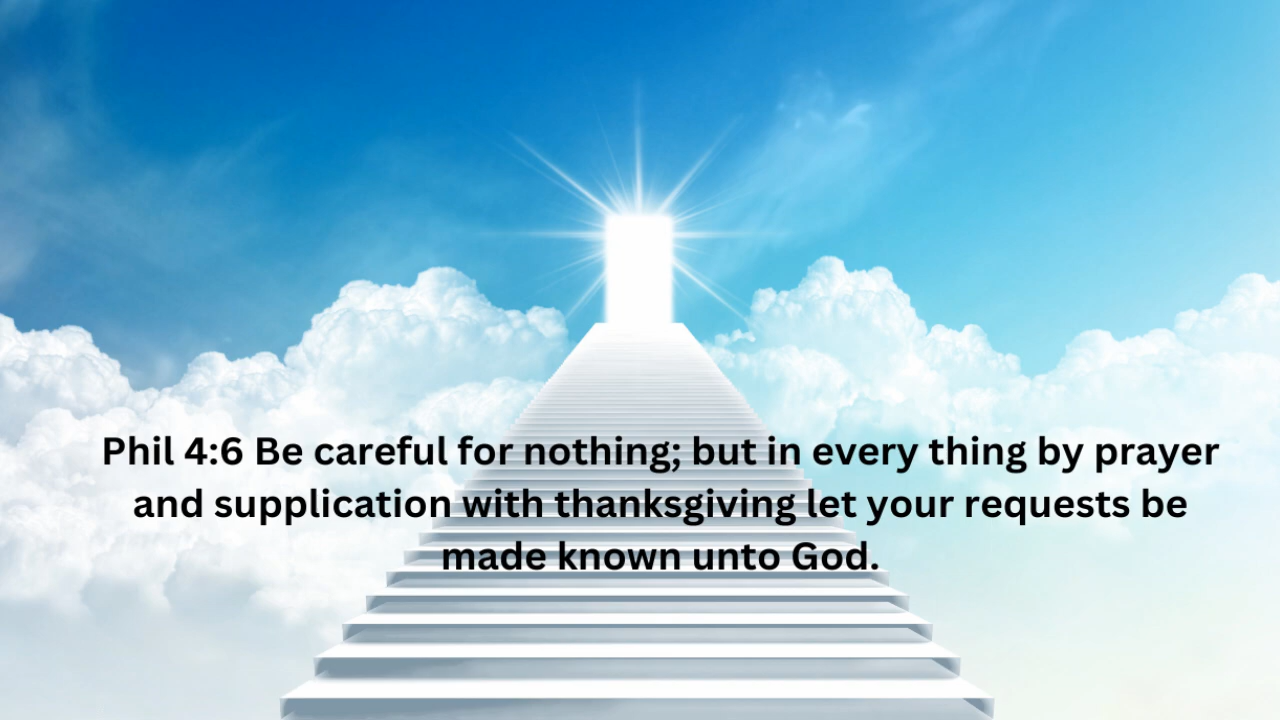 Phil 4:6 Be careful for nothing; but in every thing by prayer
and supplication with thanksgiving let your requests be
made known unto God.